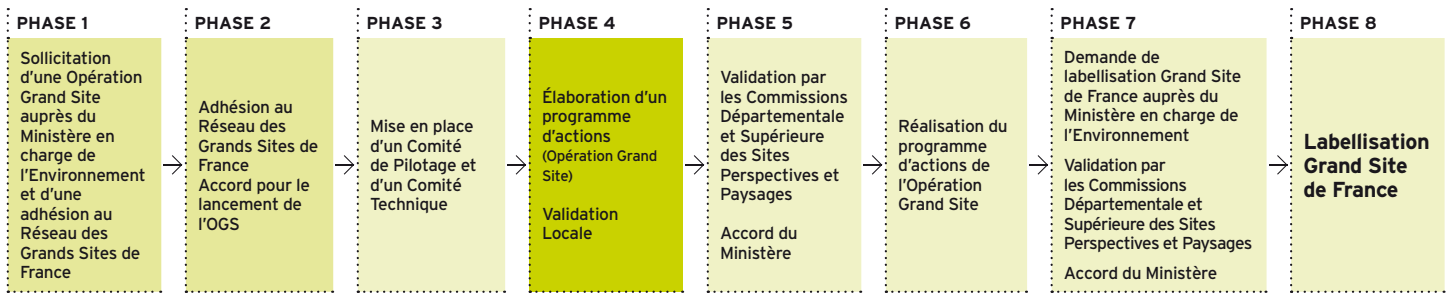 PHASE 1
Sollicitation
d'une Opération
Grand Site
auprès du
Ministère en
charge de
l'Environnement
et d'une
adhésion au
Réseau des
Grands Sites de
France
PHASE 2
Adhésion au
Réseau des
Grands Sites de
France
Accord pour le
lancement de
l'OGS
PHASE 3
Mise en place
d'un Comité
de Pilotage et
d'un Comité
Technique
PHASE 4
Élaboration d'un
programme
d'actions
(Opération Grand
Site)
Validation
Locale
PHASE 5
Validation par
les Commissions
Départementale
et Supérieure
des Sites
Perspectives et
Paysages
Accord du
Ministère
PHASE 6
Réalisation du
programme
d'actions de
l'Opération
Grand Site
PHASE 7
Demande de
labellisation Grand Site
de France auprès du
Ministère en charge de
l'Environnement
Validation par
les Commissions
Départementale et
Supérieure des Sites
Perspectives et Paysages
Accord du Ministère
PHASE 8
Labellisation
Grand Site
de France